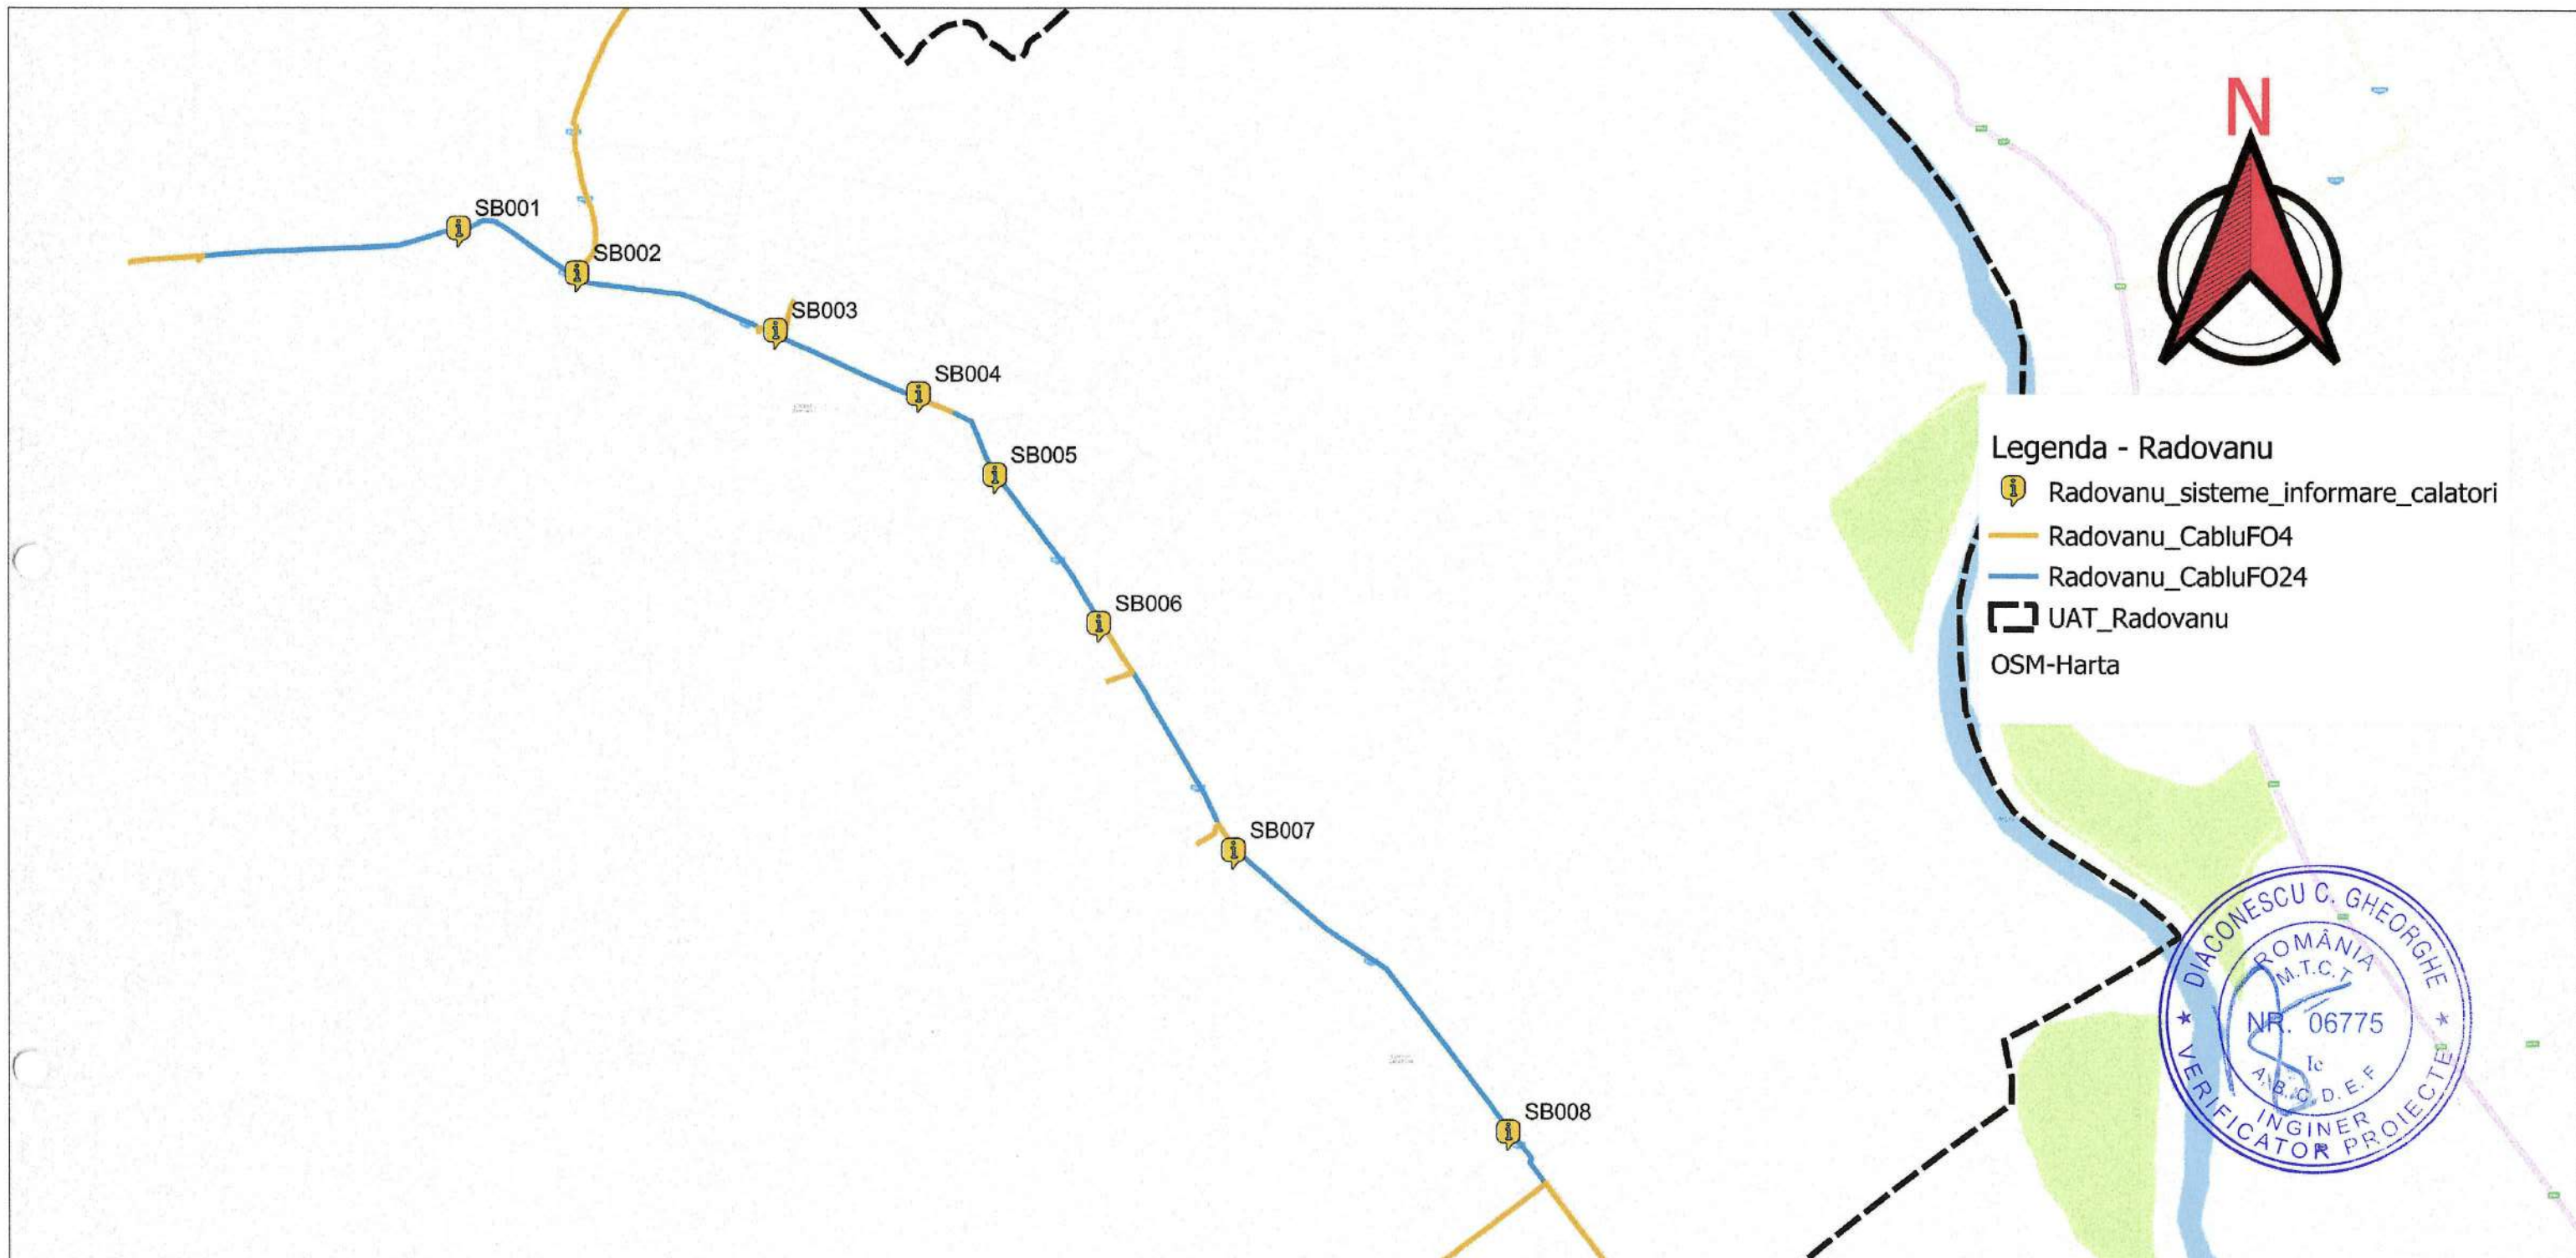 N
SB001
SB002
SB003
SB004
SB005
SB006
SB007
SB008
Legenda - Radovanu
Radovanu_sisteme_informare_calatori
Radovanu_CabluFO4
Radovanu_CabluFO24
UAT_Radovanu
OSM-Harta
DIACONESCU C. GHEORGHE
ROMÂNIA
M.T.C.T.
NR. 06775
Ie
A. B. C. D. E. F
INGINER
VERIFICATOR PROIECTE